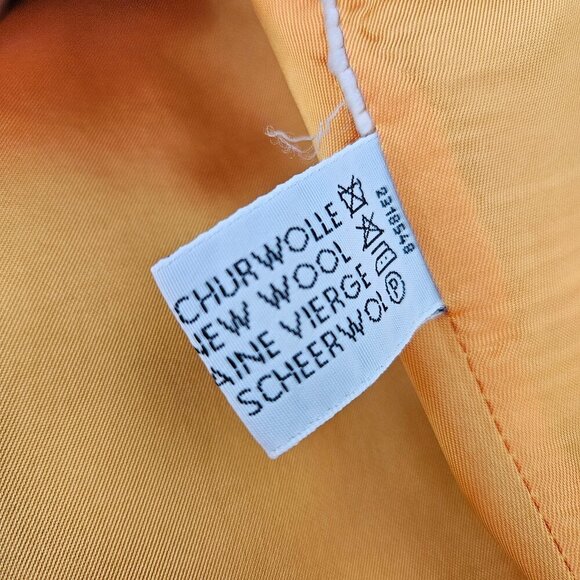 CHURWOLLE
NEW WOOL
AINE VIERGE
SCHEERWOL
P
2318548